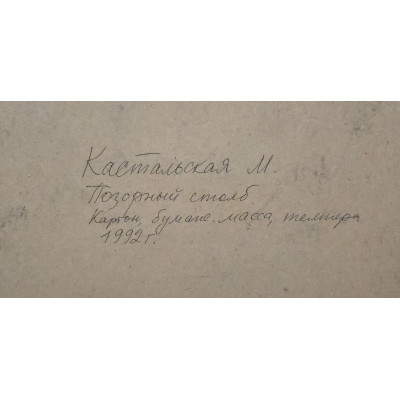 Кастальская М.
Позорный столб
Картон, бумаж. масса, темпера
1992г.